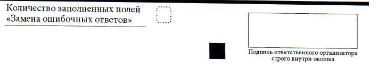 Количество заполненных полей
«Замена ошибочных ответов»
Подпись ответственного организатора
строго внутри окошка